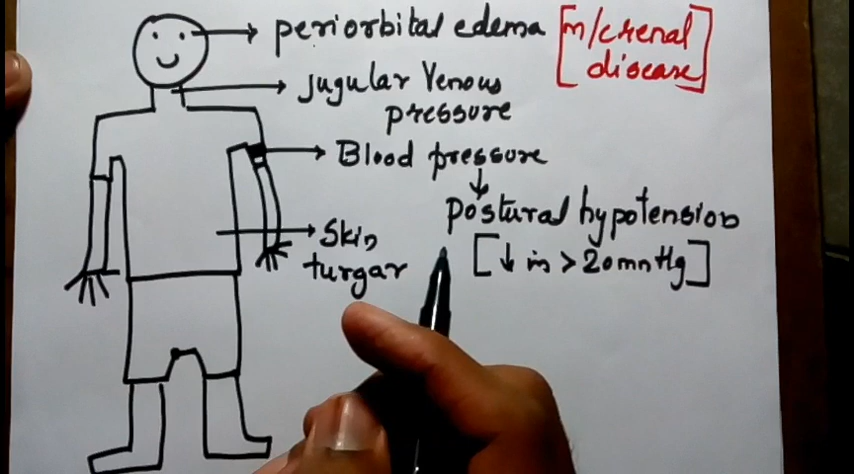 periorbital edema [m/c renal
disease]
Jugular Venous
pressure
Blood pressure
↓
postural hypotension
[↓ in > 20mmHg]
Skin
turgar